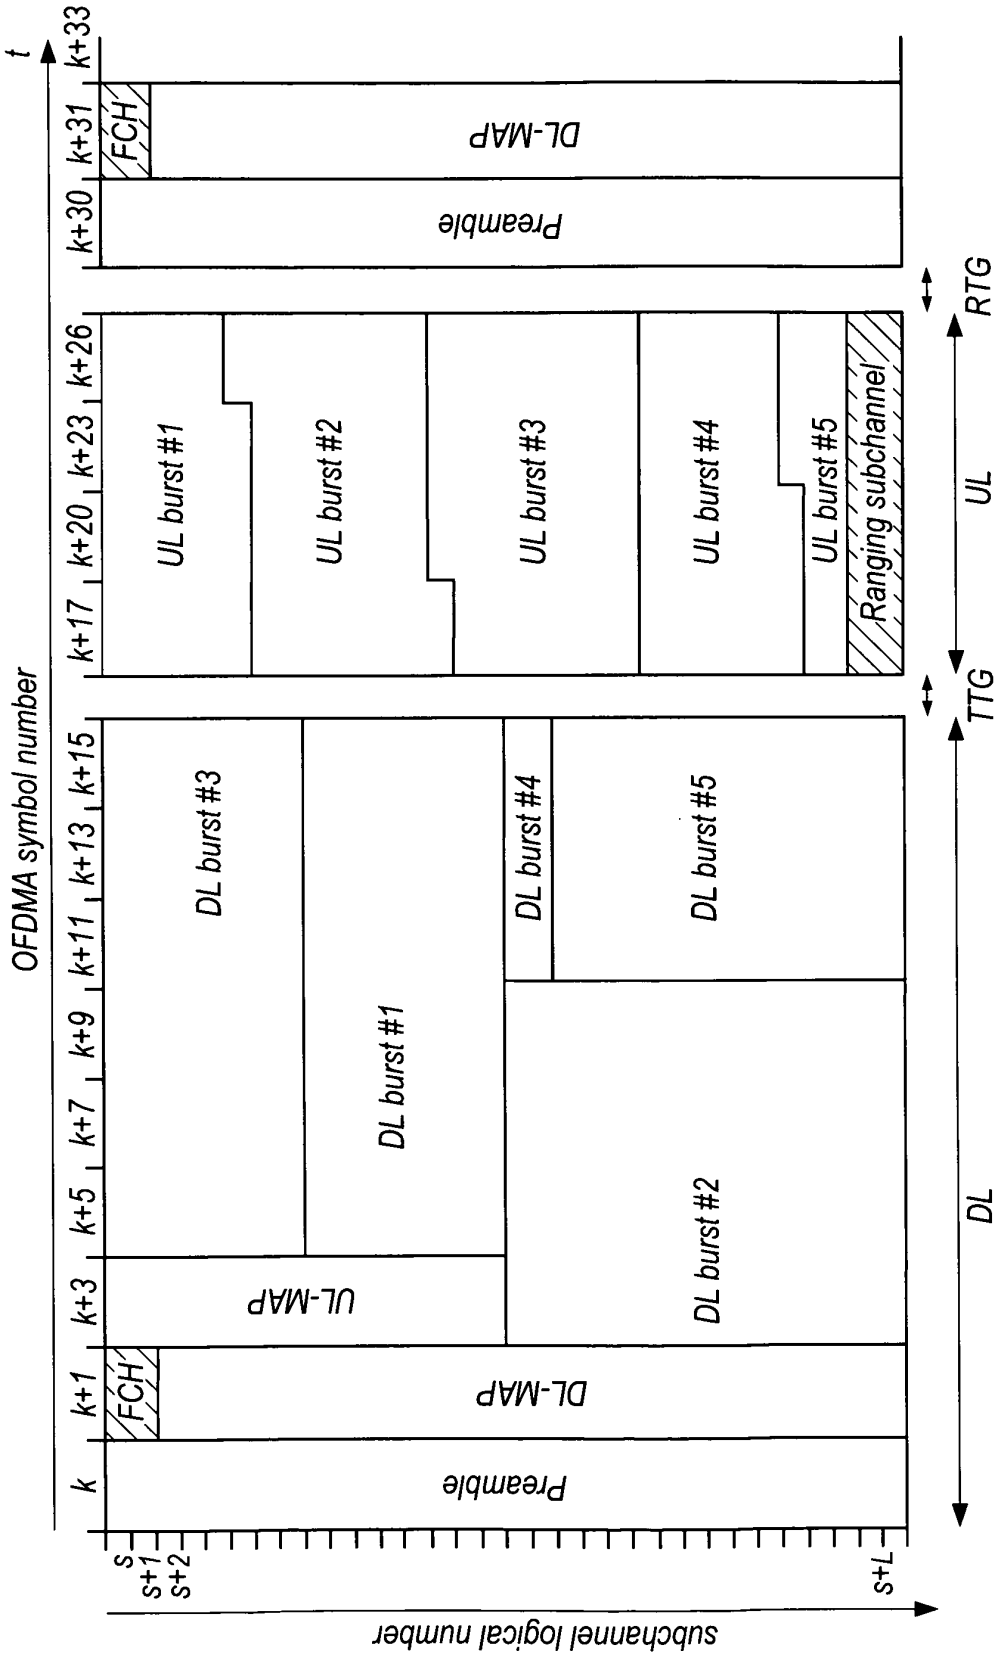 OFDMA symbol number
t
k
k+1
k+3
k+5
k+7
k+9
k+11
k+13
k+15
k+17
k+20
k+23
k+26
k+30
k+31
k+33
subchannel logical number
s
s+1
s+2
s+L
Preamble
FCH
DL-MAP
UL-MAP
DL burst #3
DL burst #1
DL burst #2
DL burst #4
DL burst #5
UL burst #1
UL burst #2
UL burst #3
UL burst #4
UL burst #5
Ranging subchannel
Preamble
FCH
DL-MAP
DL
TTG
UL
RTG